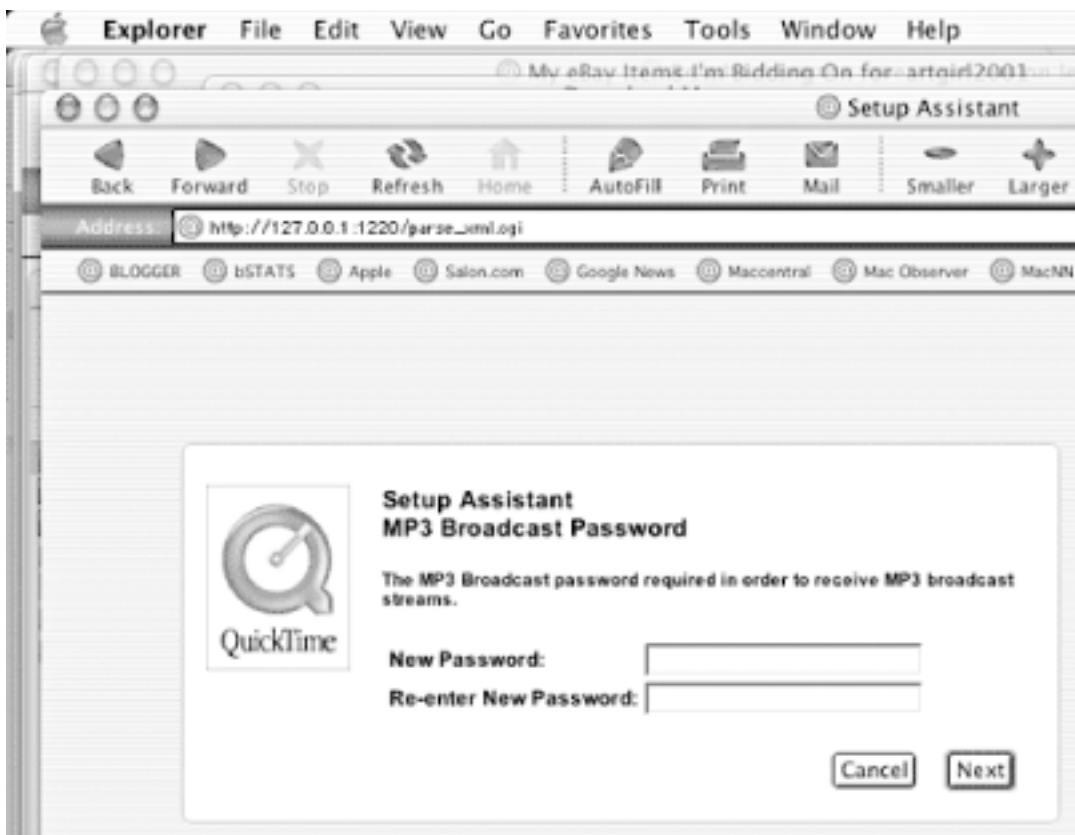 Explorer File Edit View Go Favorites Tools Window Help
My eBay Items I'm Bidding On for artgirl2001
Setup Assistant
Back Forward Stop Refresh Home AutoFill Print Mail Smaller Larger
Address: http://127.0.0.1:1220/parse_xml.cgi
BLOGGER bSTATS Apple Salon.com Google News Maccentral Mac Observer MacNN
Setup Assistant
MP3 Broadcast Password
The MP3 Broadcast password required in order to receive MP3 broadcast
streams.
QuickTime
New Password:
Re-enter New Password:
Cancel Next